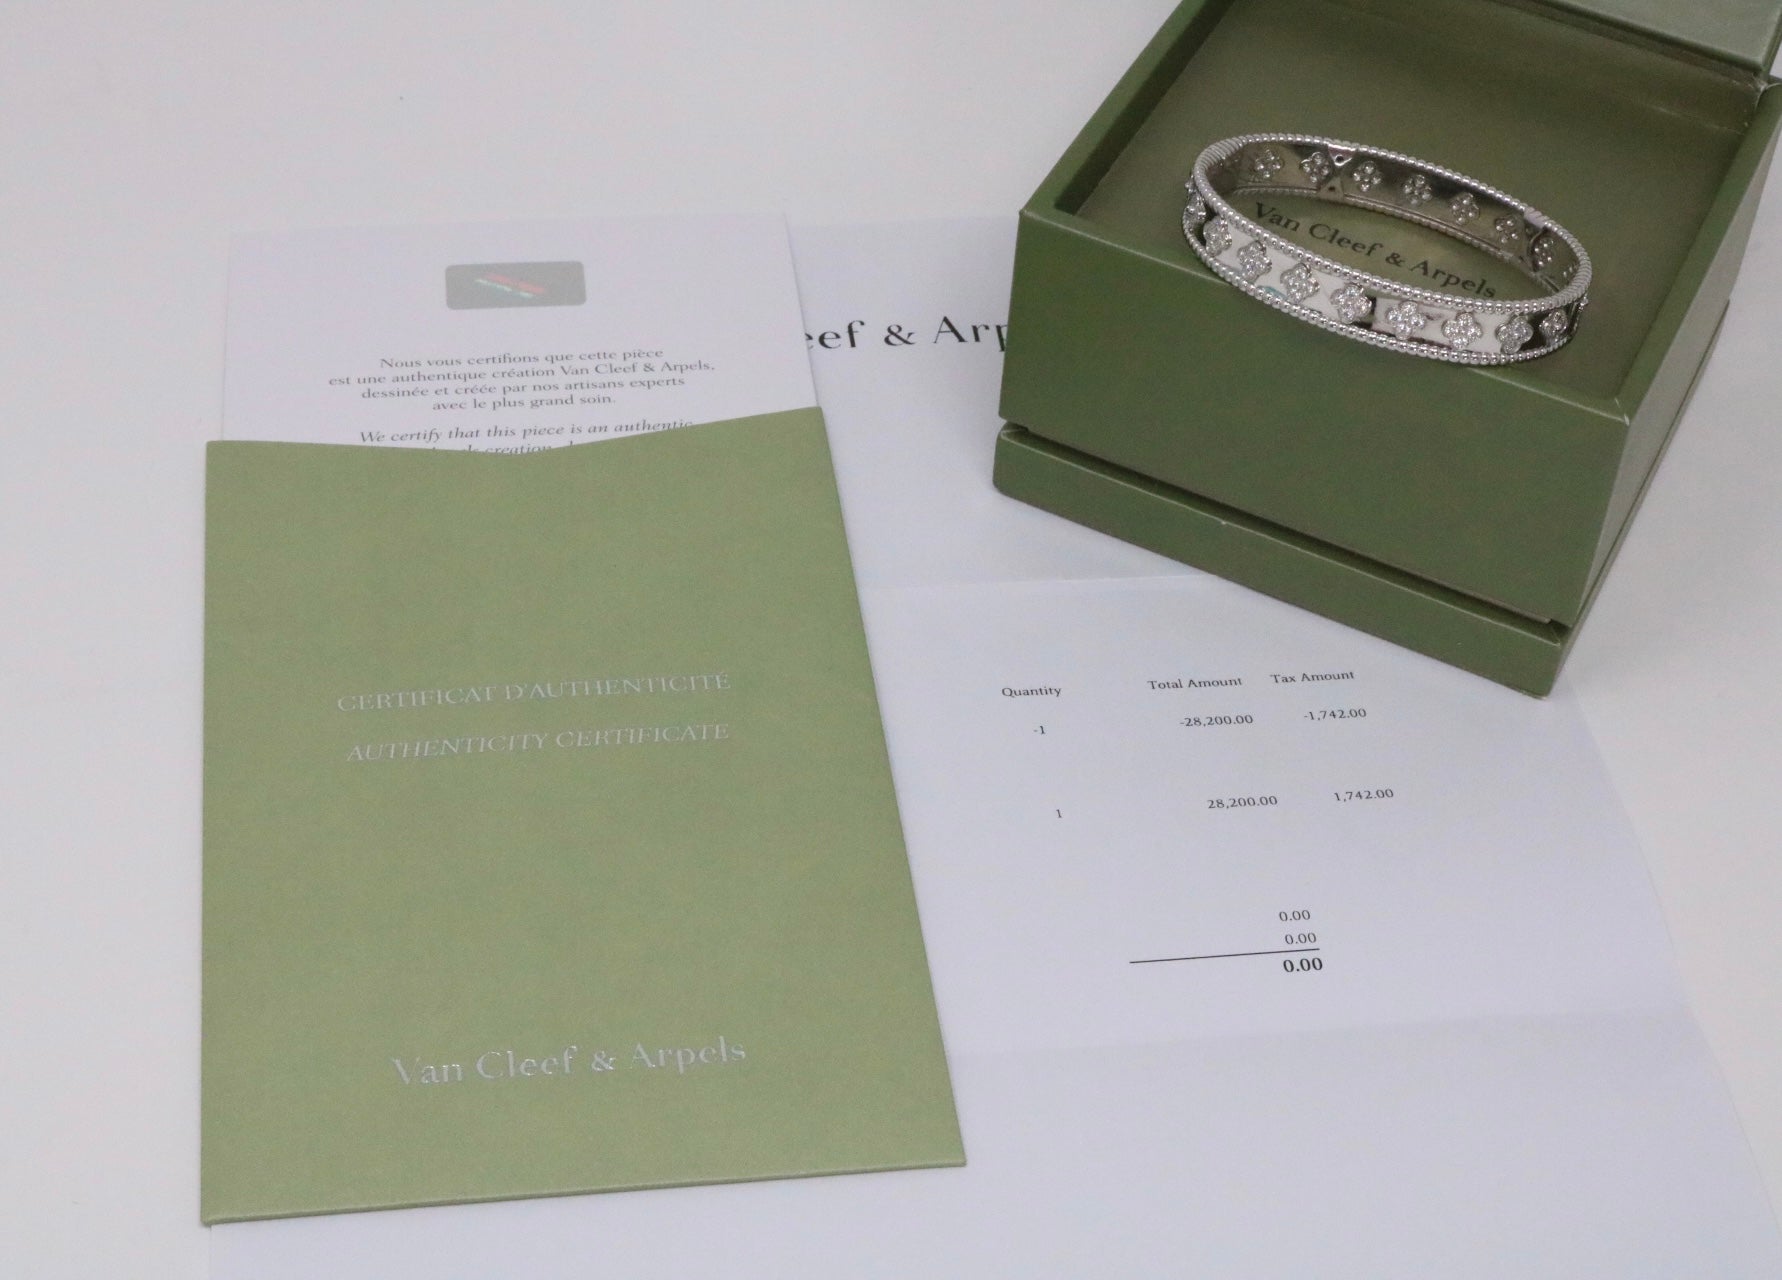 Nous vous certifions que cette pièce
est une authentique création Van Cleef & Arpels,
dessinée et créée par nos artisans experts
avec le plus grand soin.
We certify that this piece is an authentic
creation
CERTIFICAT D'AUTHENTICITÉ
AUTHENTICITY CERTIFICATE
Van Cleef & Arpels
eef & Arp
Van Cleef & Arpels
Quantity Total Amount Tax Amount
-1 -28,200.00 -1,742.00
1 28,200.00 1,742.00
0.00
0.00
0.00